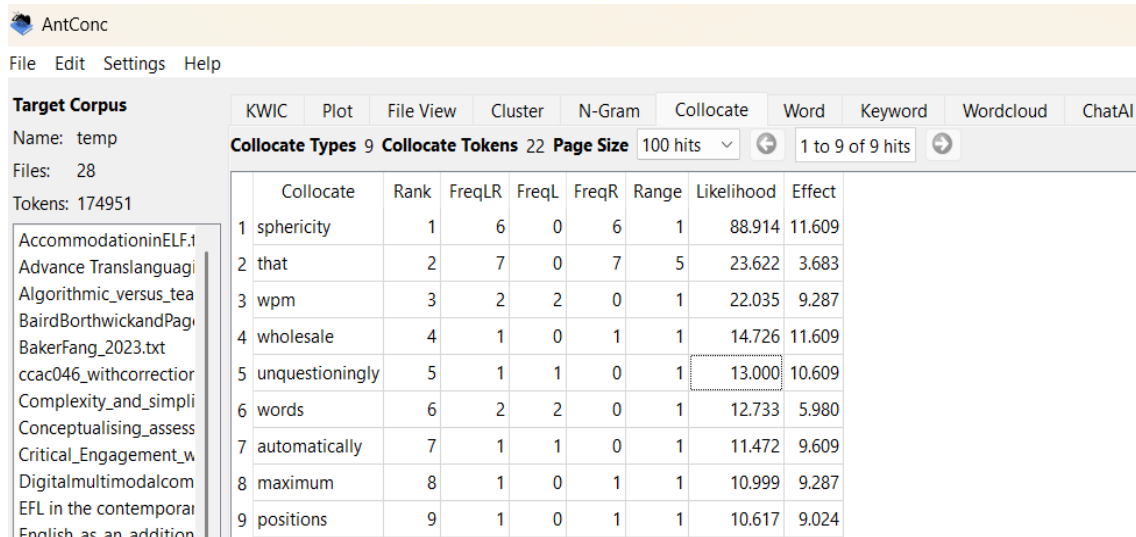 AntConc
File Edit Settings Help
Target Corpus
Name: temp
Files: 28
Tokens: 174951
AccommodationinELF.t
Advance Translanguagi
Algorithmic_versus_tea
BairdBorthwickandPag
BakerFang_2023.txt
ccac046_withcorrection
Complexity_and_simpli
Conceptualising_assess
Critical_Engagement_w
Digitalmultimodalcom
EFL in the contemporar
English as an addition
KWIC Plot File View Cluster N-Gram Collocate Word Keyword Wordcloud ChatAI
Collocate Types 9 Collocate Tokens 22 Page Size 100 hits 1 to 9 of 9 hits
Collocate Rank FreqLR FreqL FreqR Range Likelihood Effect
1 sphericity 1 6 0 6 1 88.914 11.609
2 that 2 7 0 7 5 23.622 3.683
3 wpm 3 2 2 0 1 22.035 9.287
4 wholesale 4 1 0 1 1 14.726 11.609
5 unquestioningly 5 1 1 0 1 13.000 10.609
6 words 6 2 2 0 1 12.733 5.980
7 automatically 7 1 1 0 1 11.472 9.609
8 maximum 8 1 0 1 1 10.999 9.287
9 positions 9 1 0 1 1 10.617 9.024